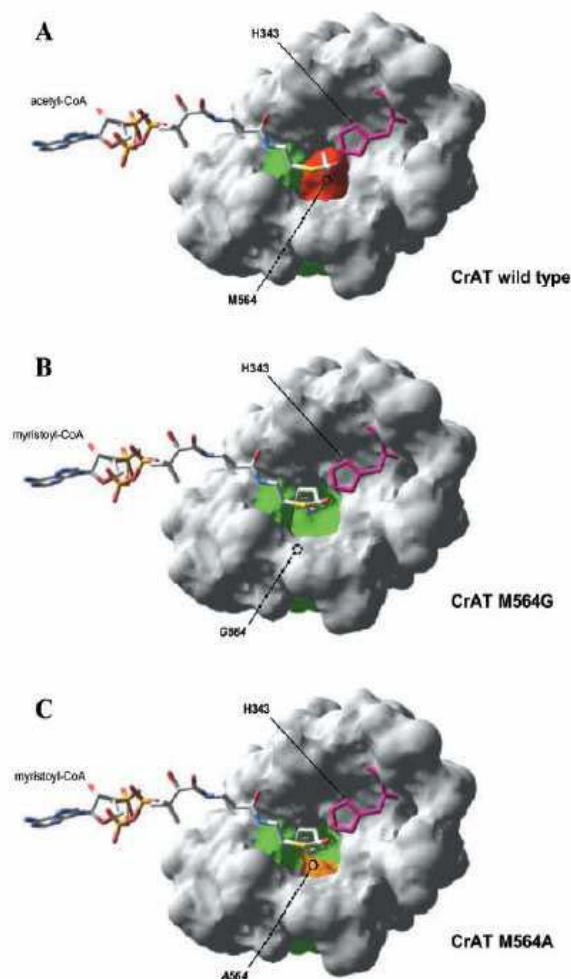 A
H343
acetyl-CoA
M564
CrAT wild type
B
H343
myristoyl-CoA
G564
CrAT M564G
C
H343
myristoyl-CoA
A564
CrAT M564A